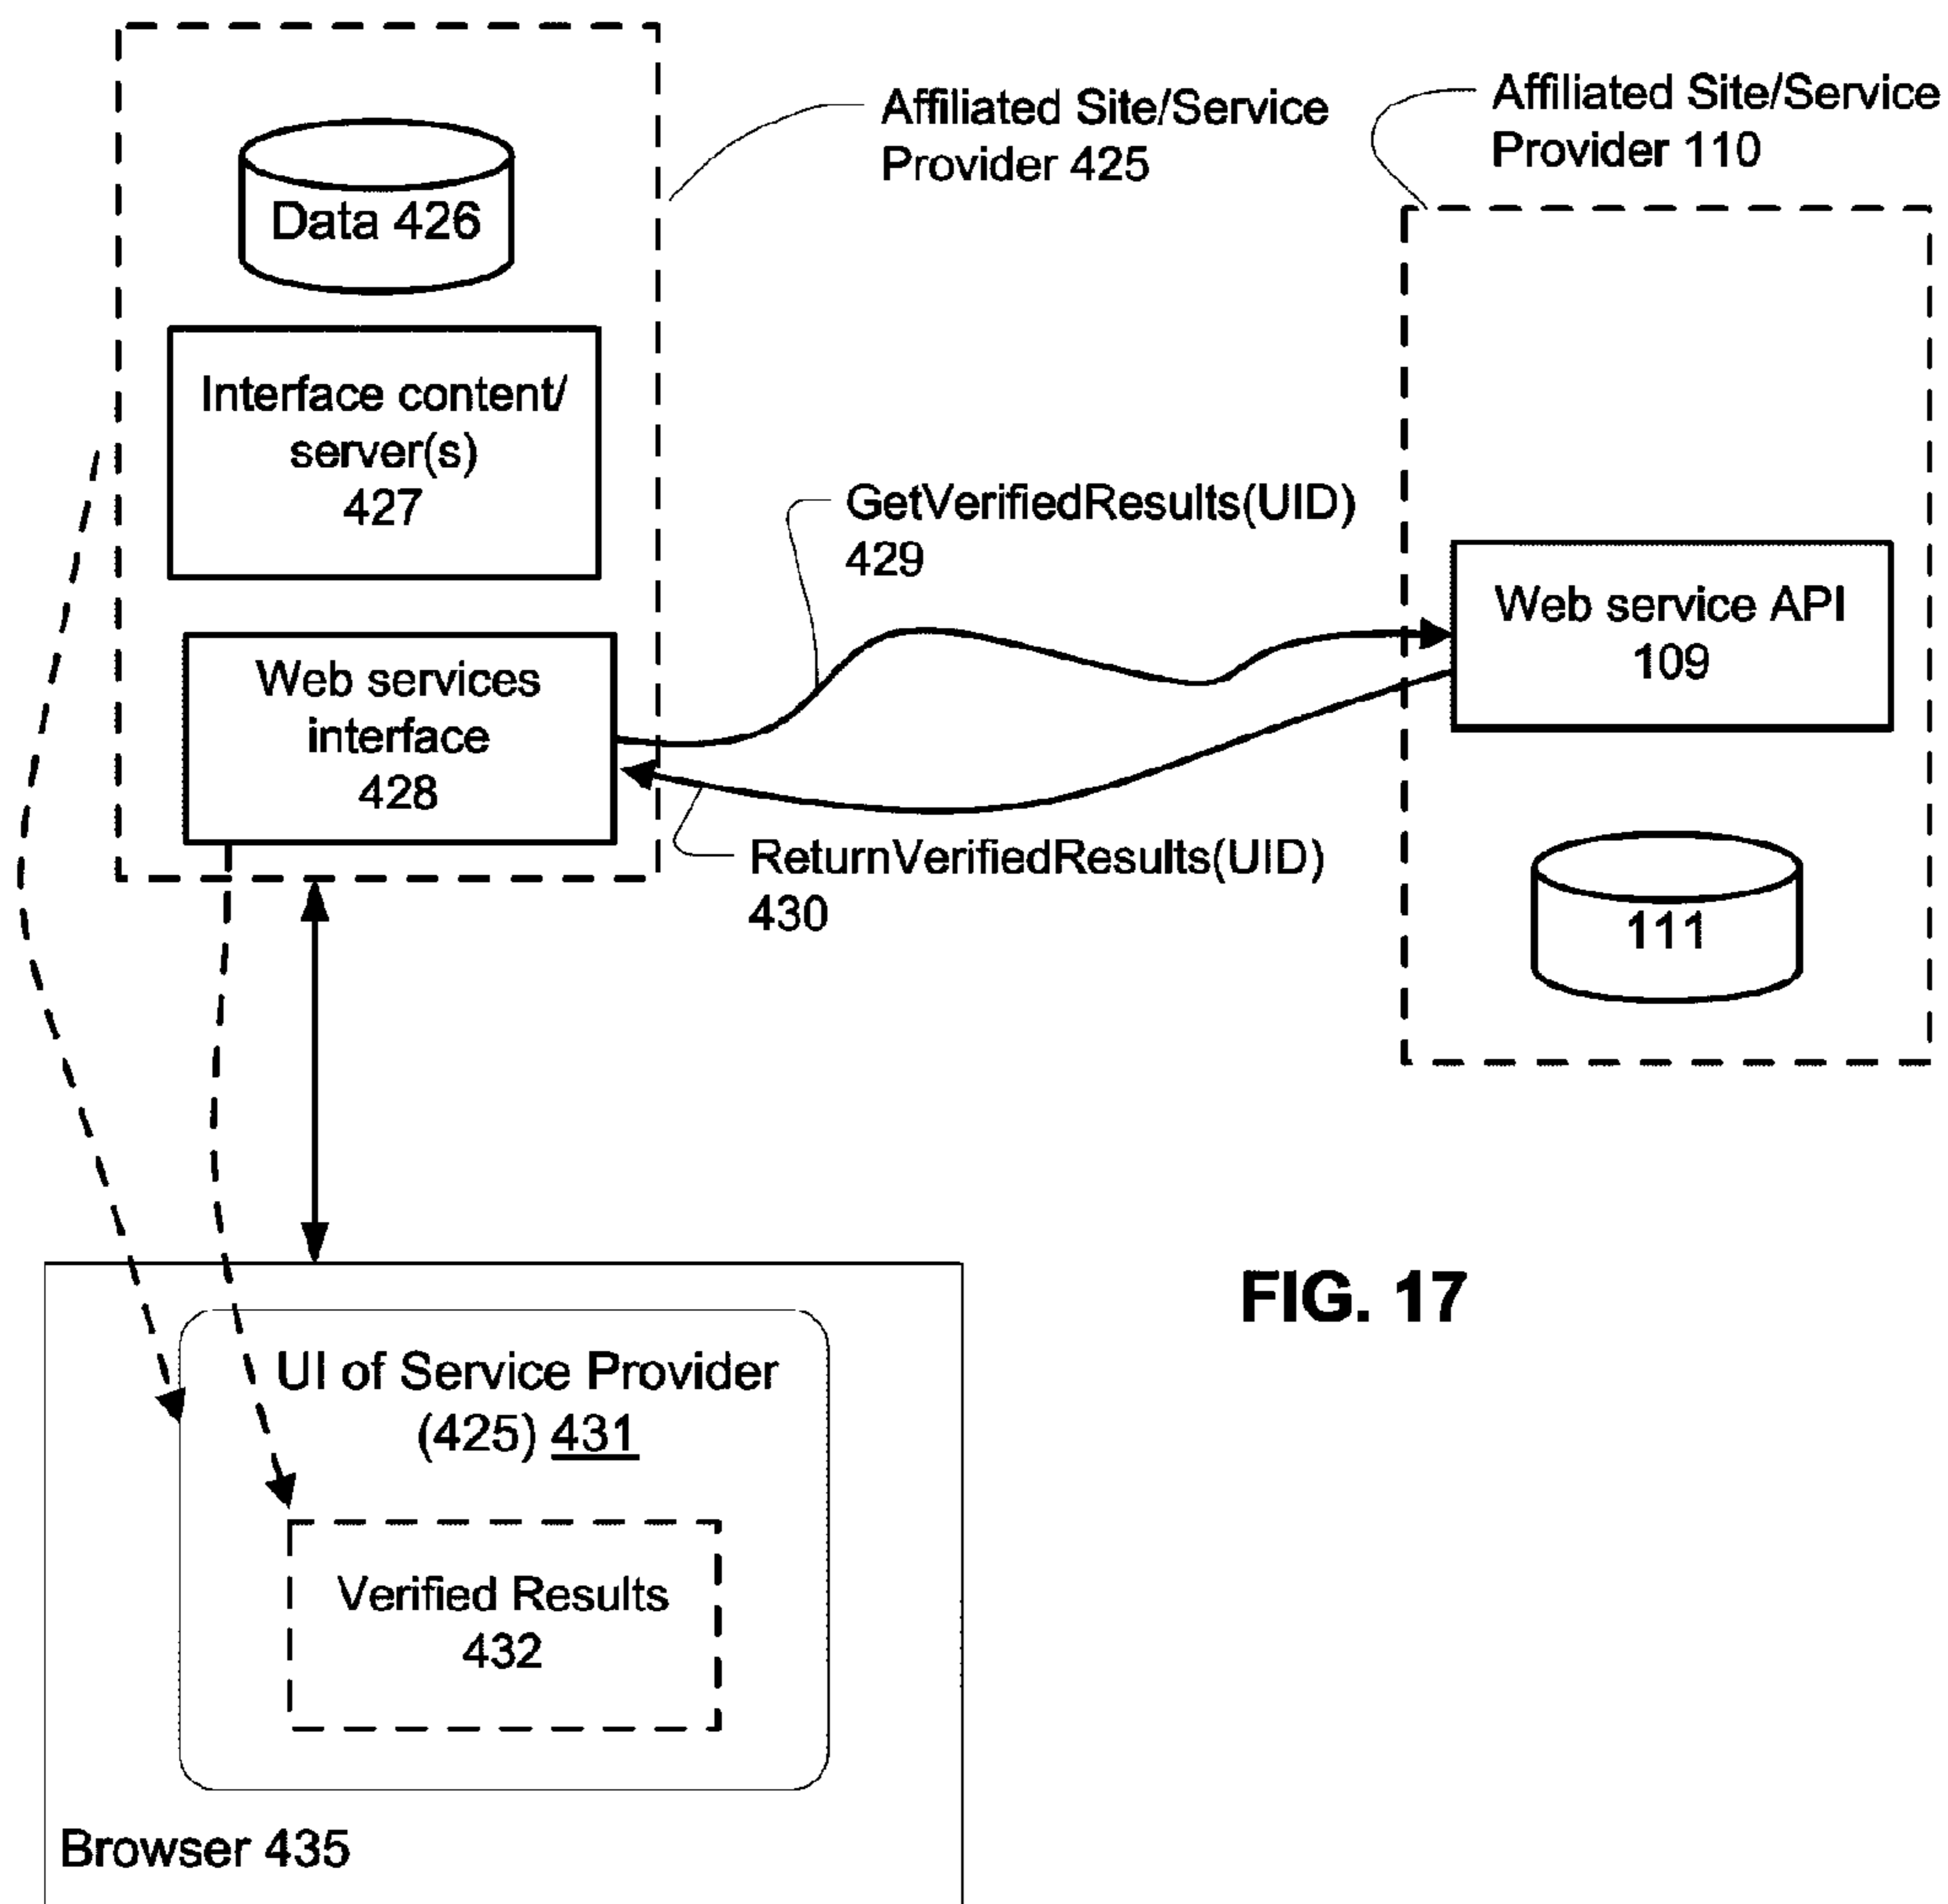 Affiliated Site/Service
Provider 425
Affiliated Site/Service
Provider 110
Data 426
Interface content/
server(s)
427
GetVerifiedResults(UID)
429
Web service API
109
Web services
interface
428
ReturnVerifiedResults(UID)
430
111
FIG. 17
UI of Service Provider
(425) 431
Verified Results
432
Browser 435